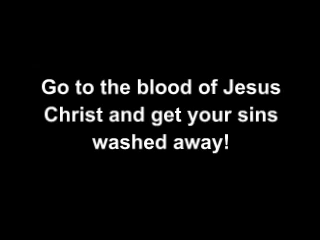 Go to the blood of Jesus
Christ and get your sins
washed away!